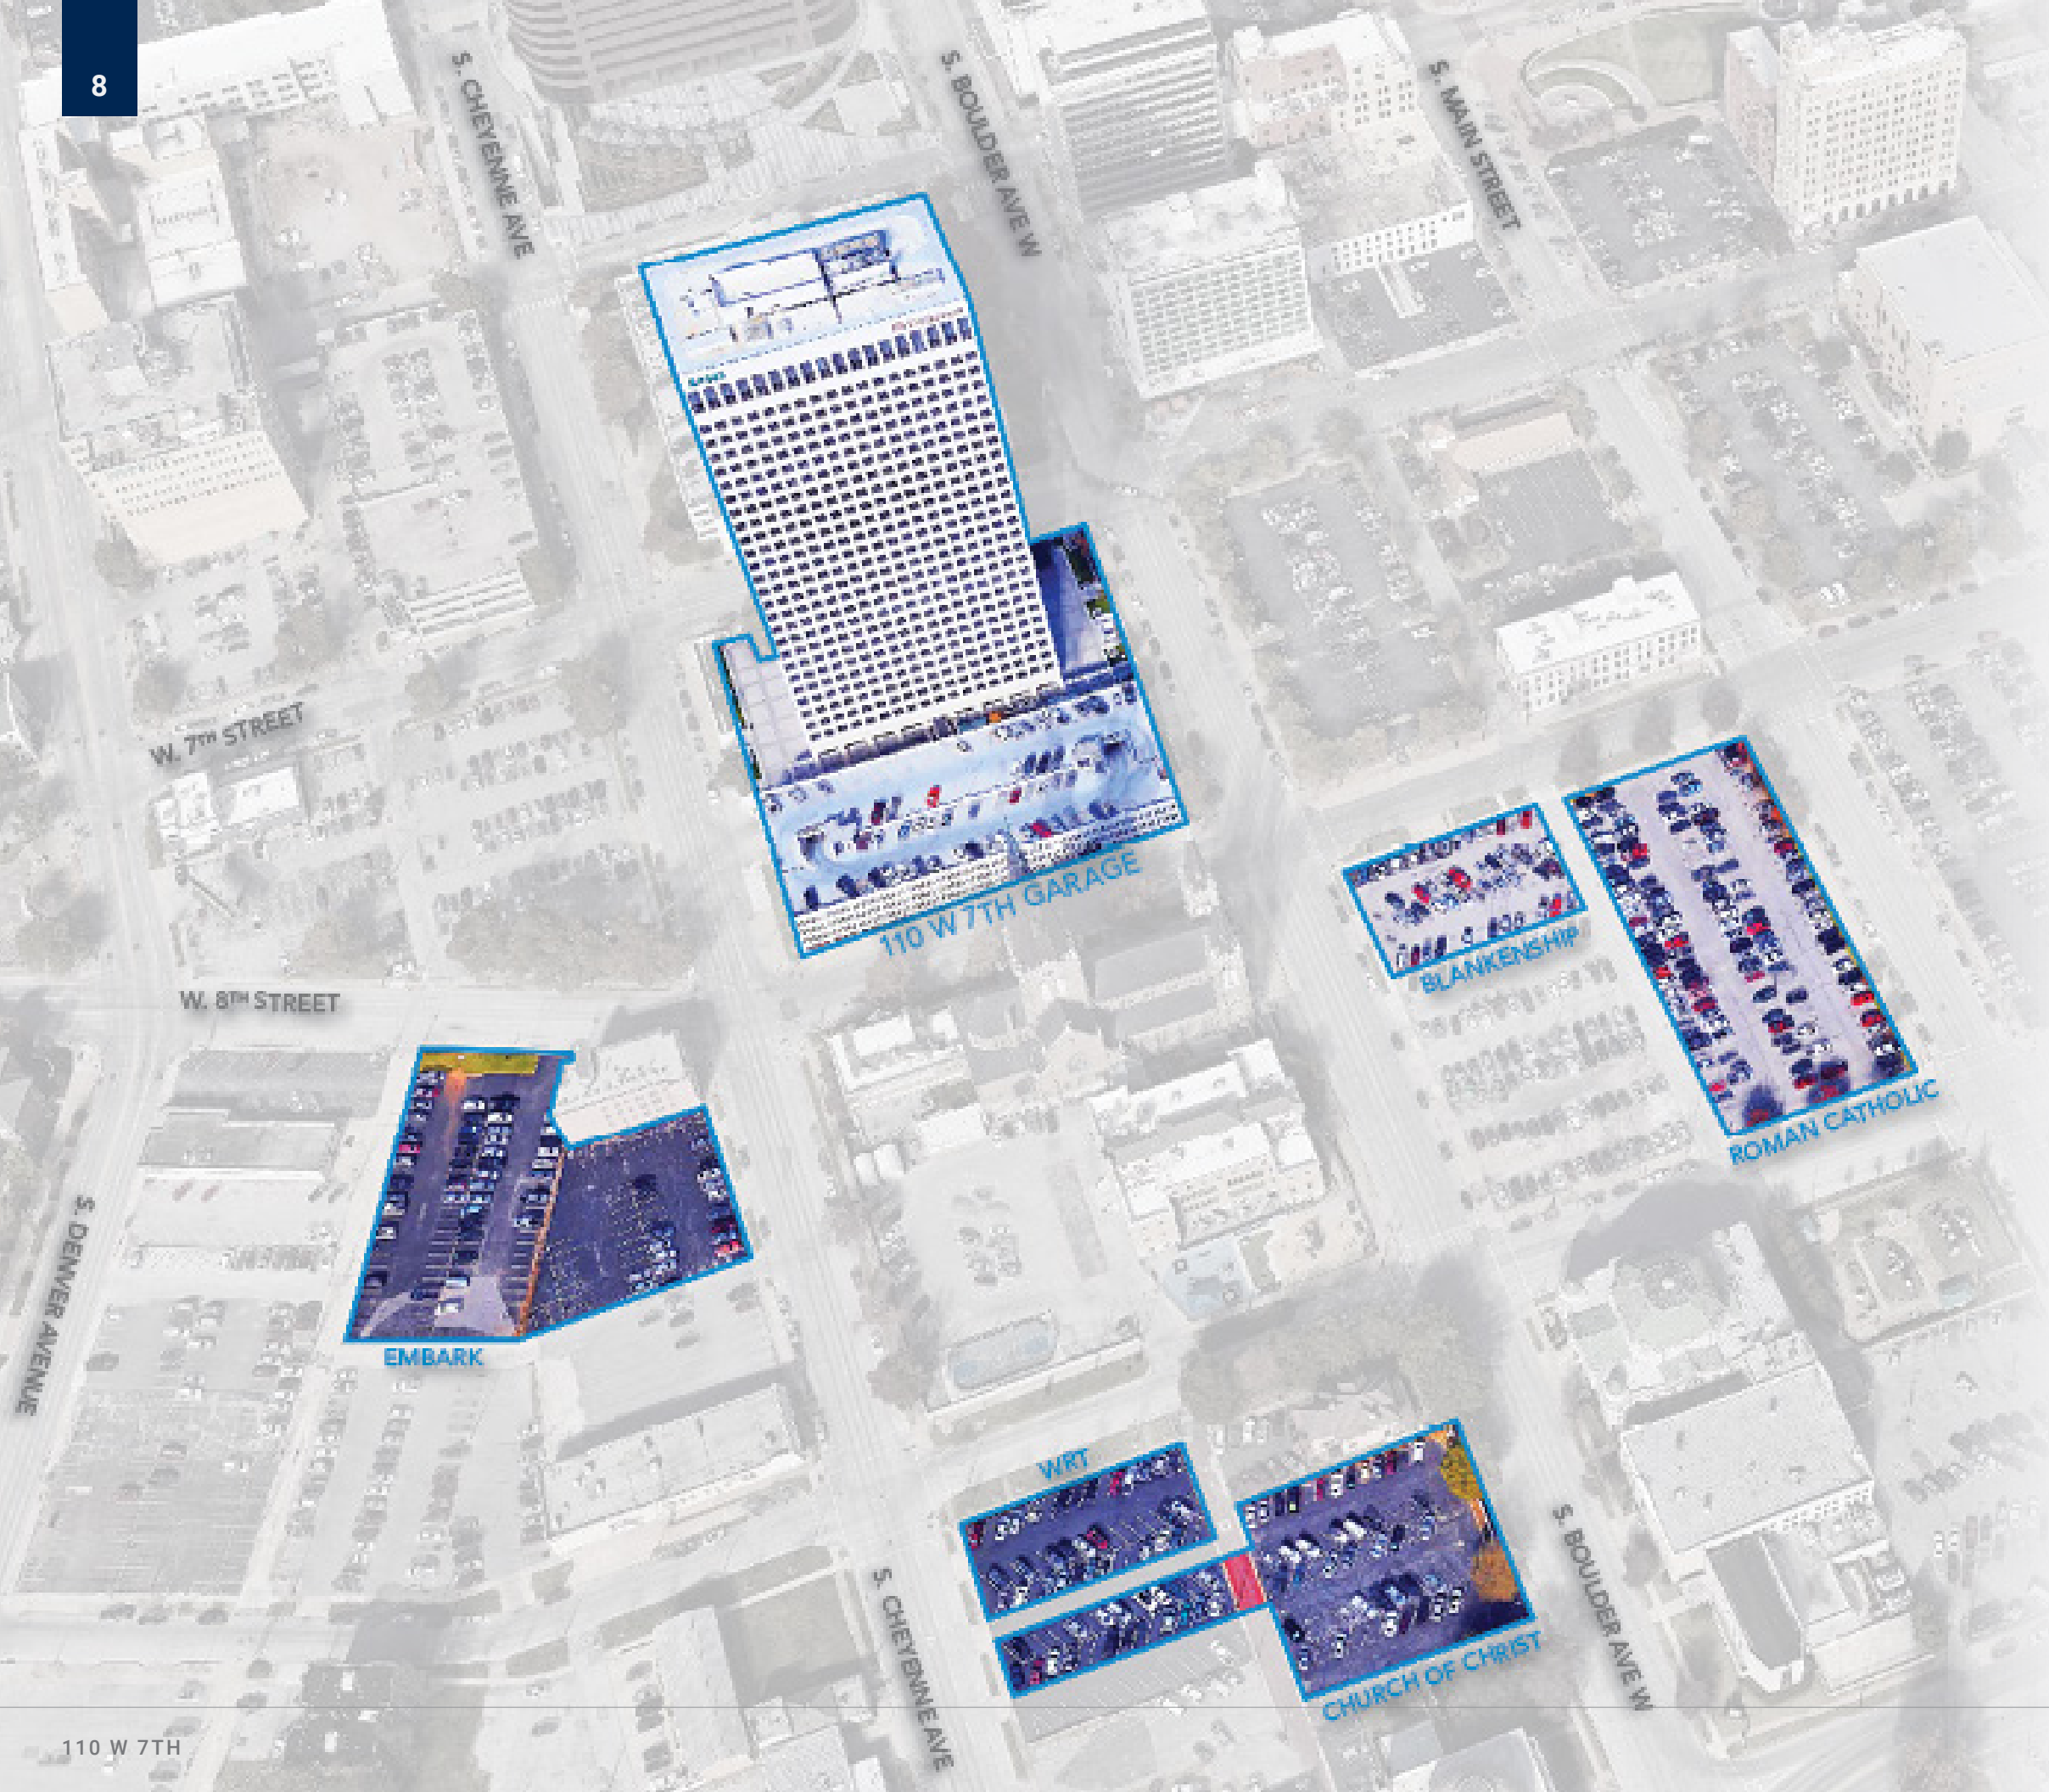 8
S. CHEYENNE AVE
S. BOULDER AVE W
S. MAIN STREET
W. 7TH STREET
110 W 7TH GARAGE
BLANKENSHIP
W. 8TH STREET
ROMAN CATHOLIC
S. DENVER AVENUE
EMBARK
WRT
S. CHEYENNE AVE
S. BOULDER AVE W
CHURCH OF CHRIST
110 W 7TH